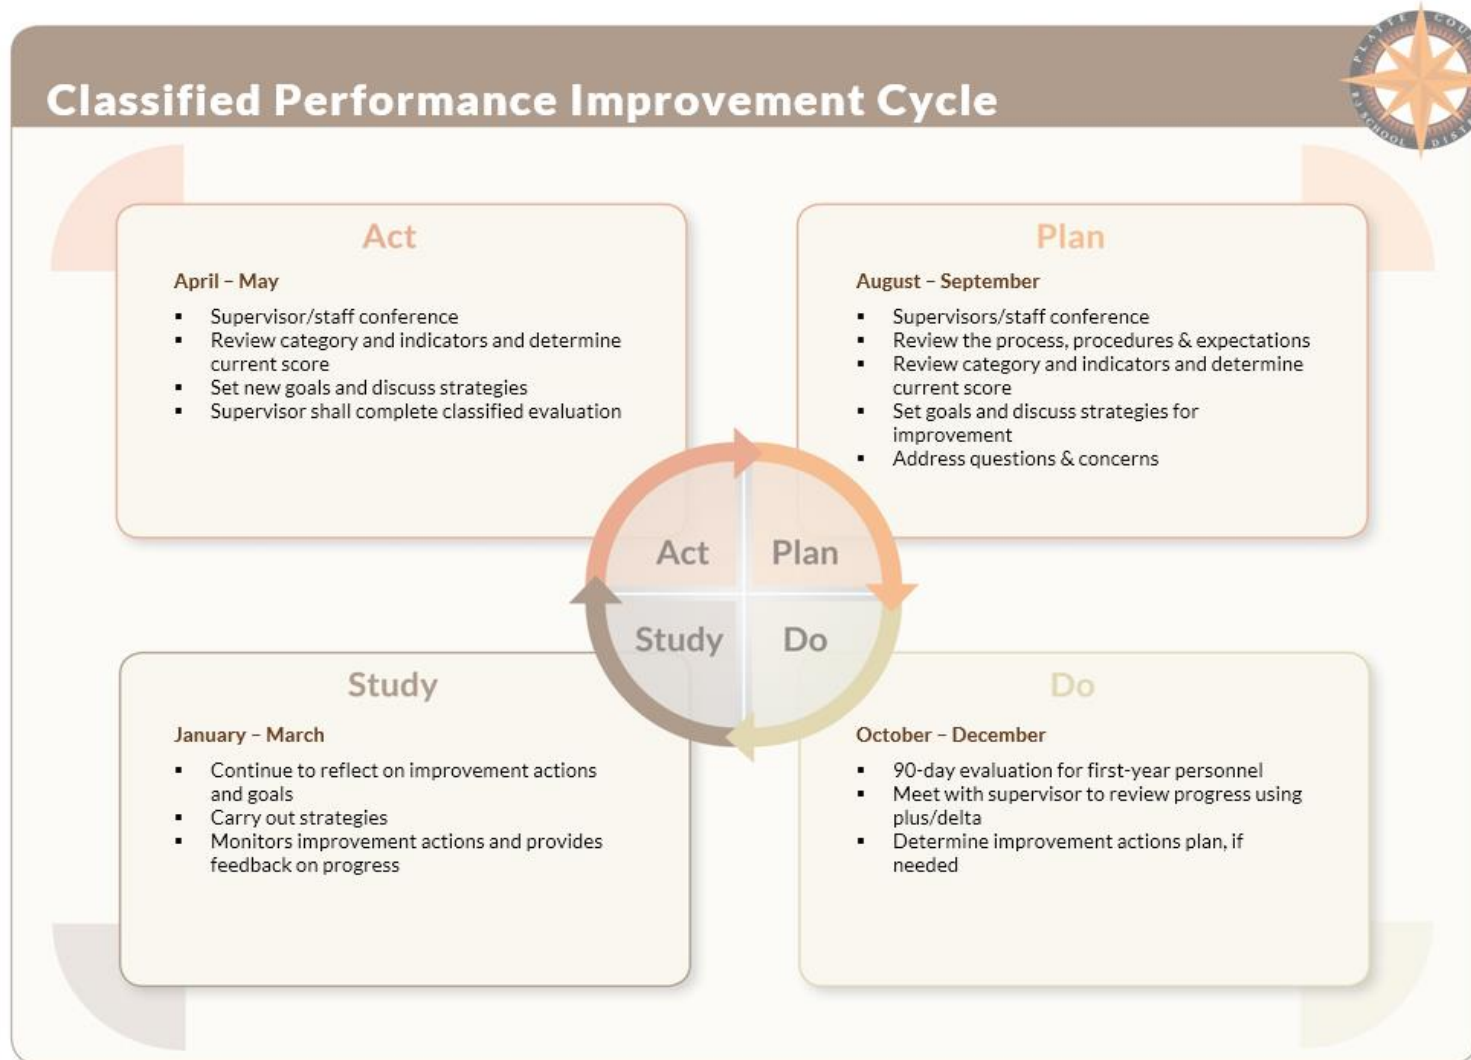 Classified Performance Improvement Cycle
PLATTE
R3 SCHOOL
Act
April – May
▪ Supervisor/staff conference
▪ Review category and indicators and determine
current score
▪ Set new goals and discuss strategies
▪ Supervisor shall complete classified evaluation
Plan
August – September
▪ Supervisors/staff conference
▪ Review the process, procedures & expectations
▪ Review category and indicators and determine
current score
▪ Set goals and discuss strategies for
improvement
▪ Address questions & concerns
Act
Plan
Study
Do
Study
January – March
▪ Continue to reflect on improvement actions
and goals
▪ Carry out strategies
▪ Monitors improvement actions and provides
feedback on progress
Do
October – December
▪ 90-day evaluation for first-year personnel
▪ Meet with supervisor to review progress using
plus/delta
▪ Determine improvement actions plan, if
needed